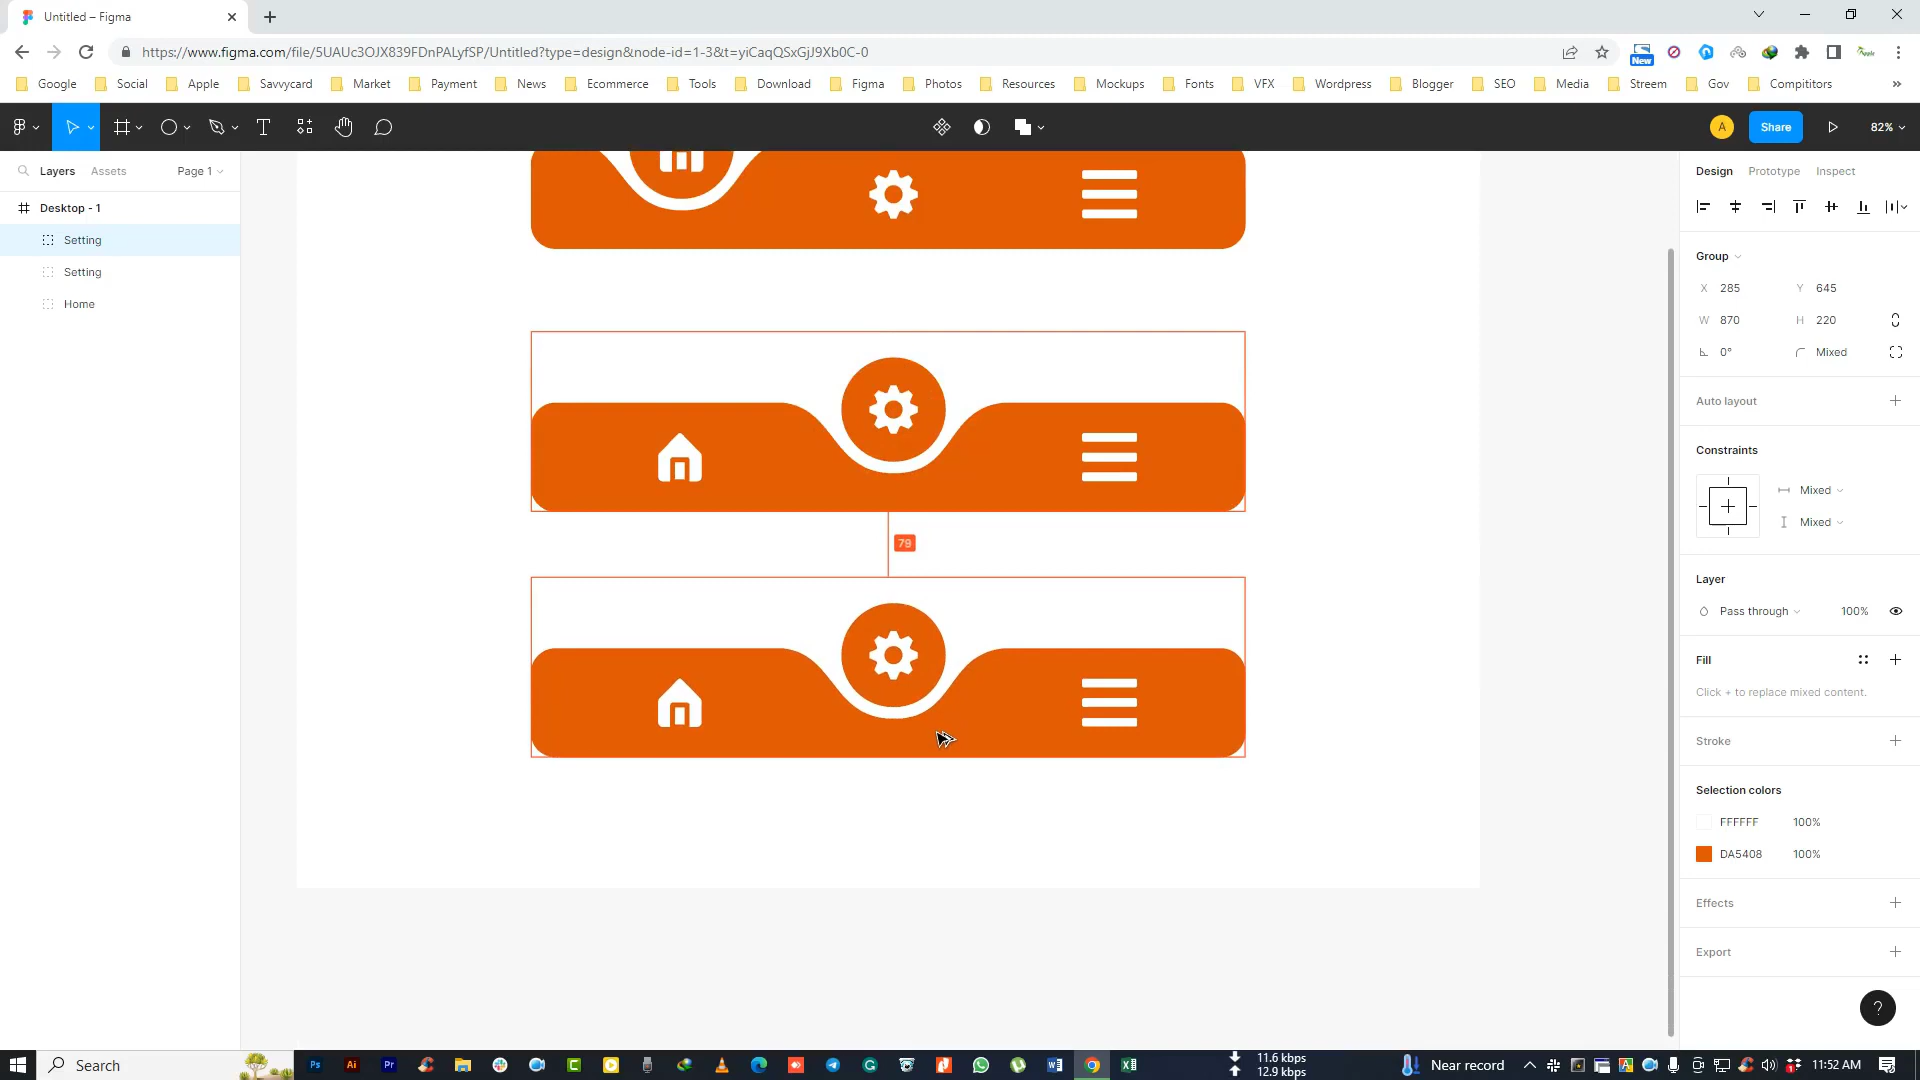 Untitled – Figma
https://www.figma.com/file/5UAUc3OJX839FDnPALyfSP/Untitled?type=design&node-id=1-3&t=yiCaqQSxGjJ9Xb0C-0
New
Google Social Apple Savvycard Market Payment News Ecommerce Tools Download Figma Photos Resources Mockups Fonts VFX Wordpress Blogger SEO Media Streem Gov Compititors
A Share 82%
Layers Assets Page 1
Design Prototype Inspect
Desktop - 1
Setting
Setting
Home
79
Group
X 285 Y 645
W 870 H 220
0° Mixed
Auto layout
Constraints
Mixed
Mixed
Layer
Pass through 100%
Fill
Click + to replace mixed content.
Stroke
Selection colors
FFFFFF 100%
DA5408 100%
Effects
Export
?
Search
Ps Ai Pr
11.6 kbps
12.9 kbps
Near record
11:52 AM